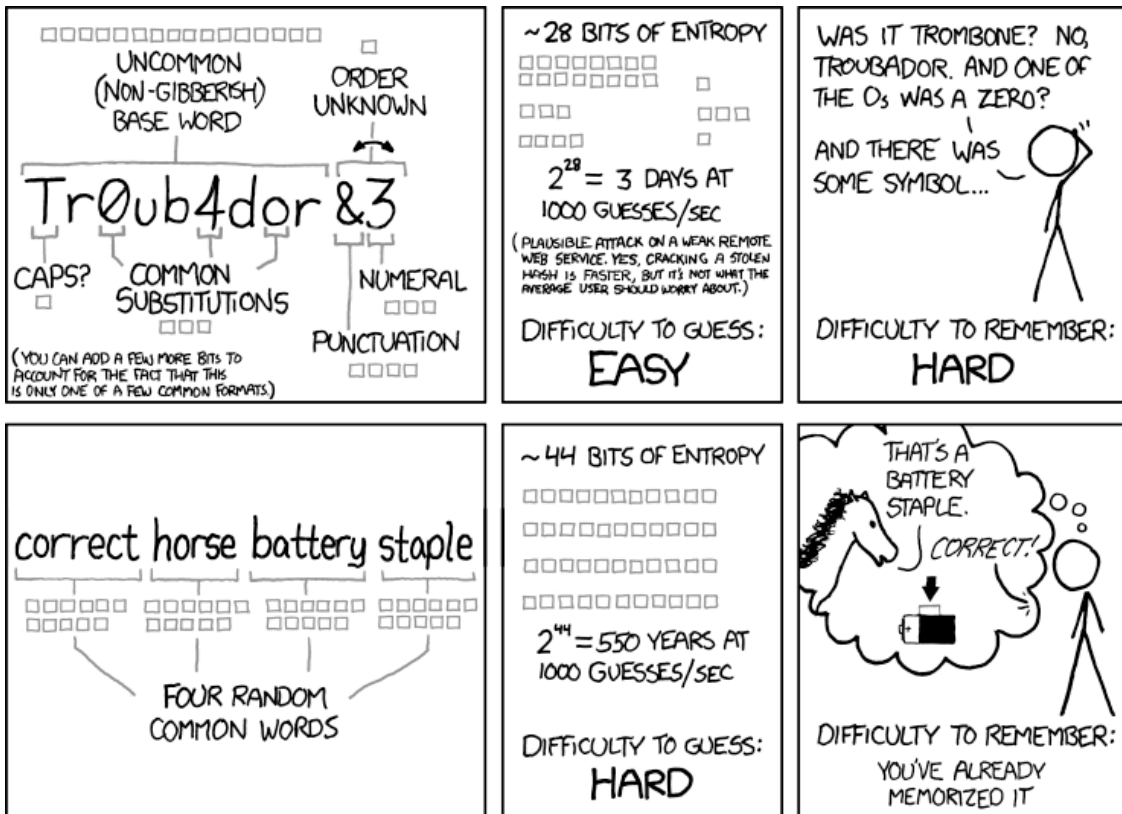 UNCOMMON
(NON-GIBBERISH)
BASE WORD
ORDER
UNKNOWN
Tr0ub4dor &3
CAPS?
COMMON
SUBSTITUTIONS
NUMERAL
PUNCTUATION
(YOU CAN ADD A FEW MORE BITS TO
ACCOUNT FOR THE FACT THAT THIS
IS ONLY ONE OF A FEW COMMON FORMATS.)
~28 BITS OF ENTROPY
2^28 = 3 DAYS AT
1000 GUESSES/SEC
(PLAUSIBLE ATTACK ON A WEAK REMOTE
WEB SERVICE. YES, CRACKING A STOLEN
HASH IS FASTER, BUT IT'S NOT WHAT THE
AVERAGE USER SHOULD WORRY ABOUT.)
DIFFICULTY TO GUESS:
EASY
WAS IT TROMBONE? NO,
TROUBADOR. AND ONE OF
THE Os WAS A ZERO?
AND THERE WAS
SOME SYMBOL...
DIFFICULTY TO REMEMBER:
HARD
correct horse battery staple
FOUR RANDOM
COMMON WORDS
~44 BITS OF ENTROPY
2^44 = 550 YEARS AT
1000 GUESSES/SEC
DIFFICULTY TO GUESS:
HARD
THAT'S A
BATTERY
STAPLE.
CORRECT!
DIFFICULTY TO REMEMBER:
YOU'VE ALREADY
MEMORIZED IT